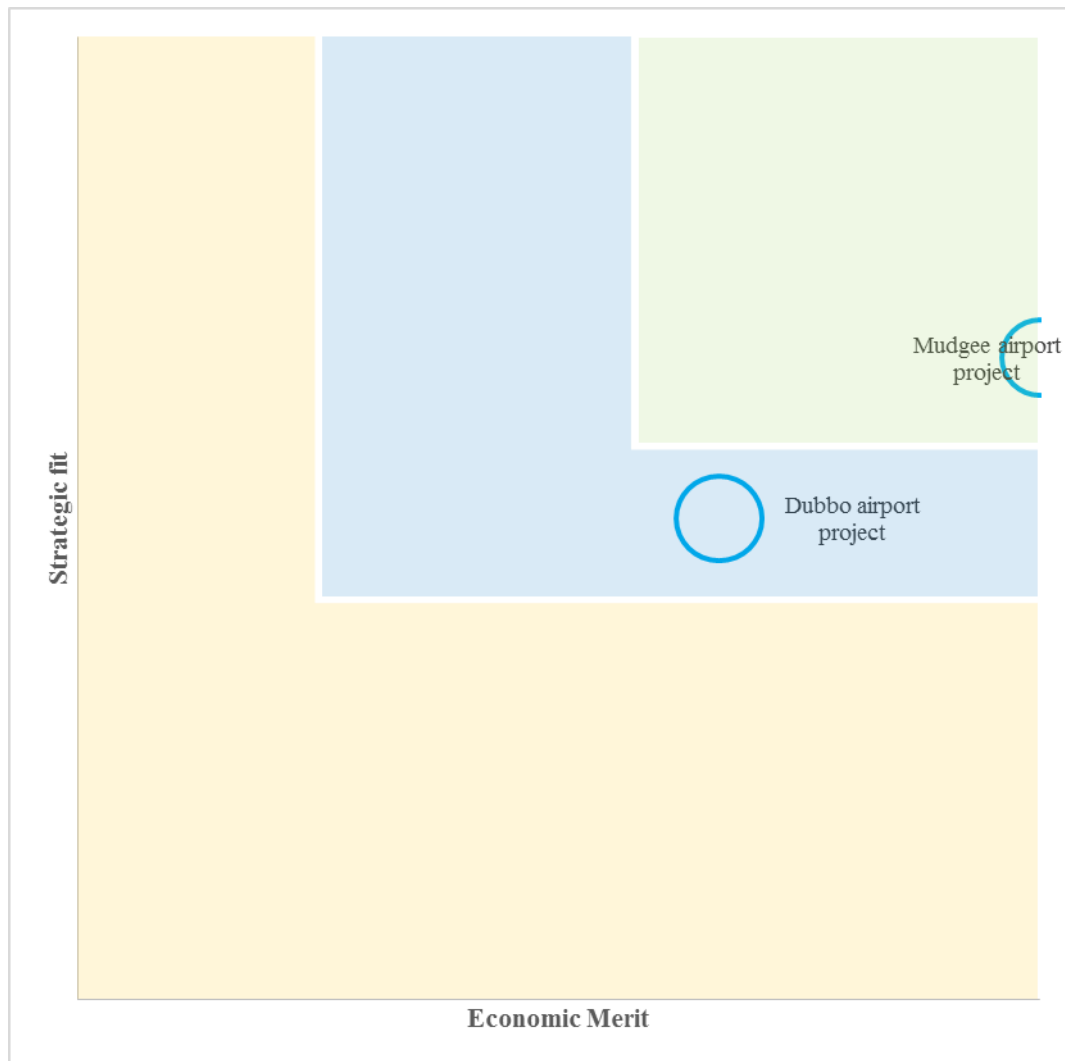 Mudgee airport
project
Dubbo airport
project
Strategic fit
Economic Merit